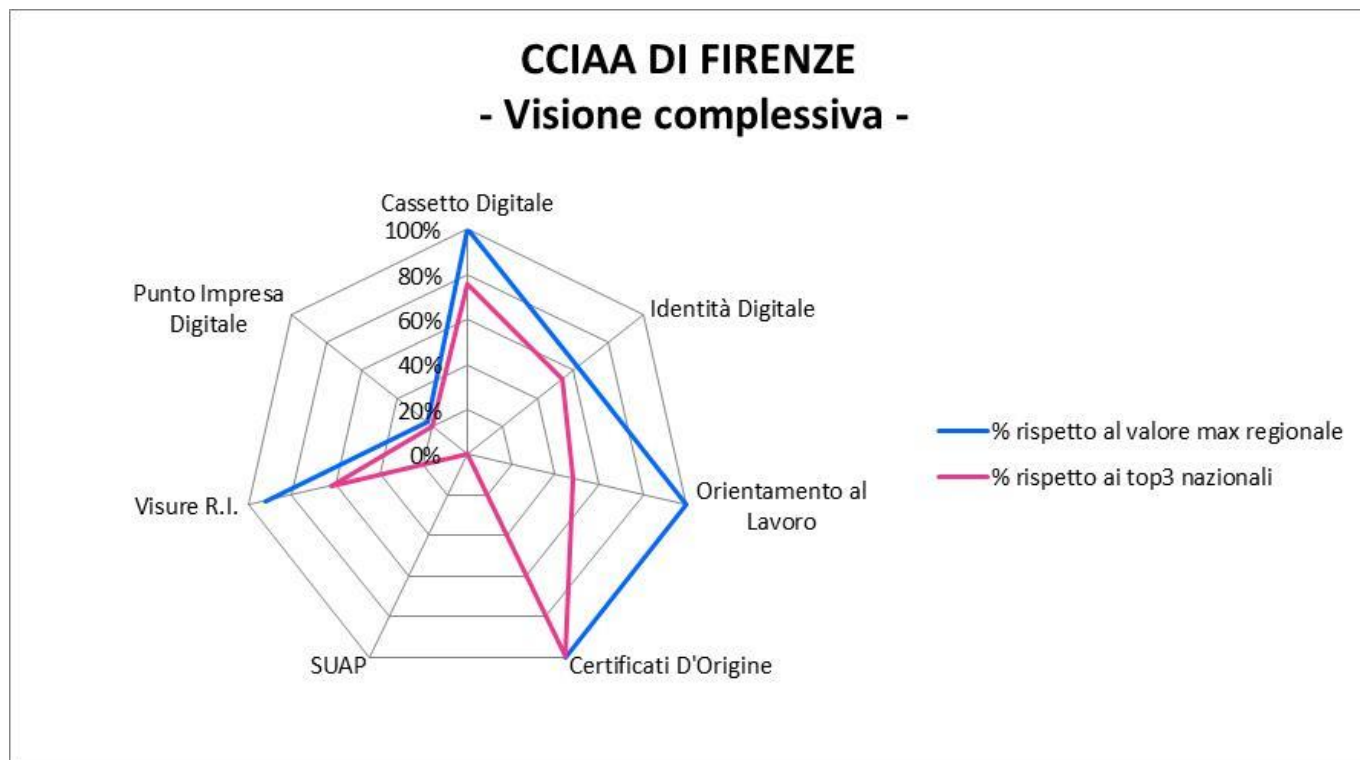 CCIAA DI FIRENZE
- Visione complessiva -
Cassetto Digitale
100%
80%
60%
40%
20%
0%
Identità Digitale
Orientamento al
Lavoro
Certificati D'Origine
SUAP
Visure R.I.
Punto Impresa
Digitale
% rispetto al valore max regionale
% rispetto ai top3 nazionali